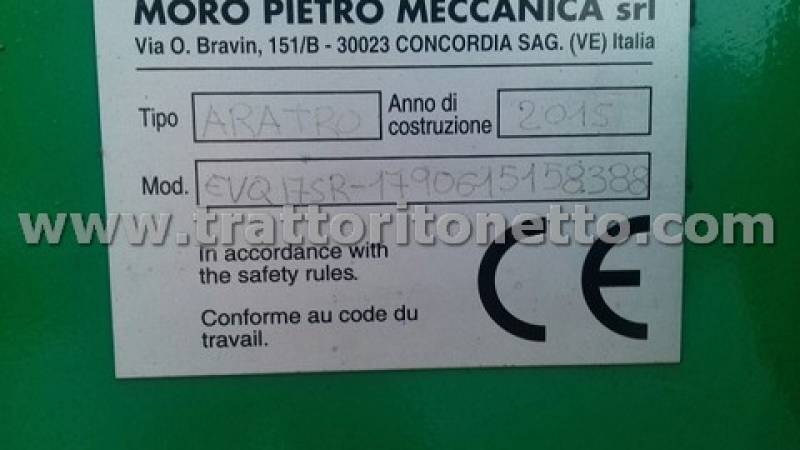 MORO PIETRO MECCANICA srl
Via O. Bravin, 151/B - 30023 CONCORDIA SAG. (VE) Italia
Tipo ARATRO Anno di costruzione 2015
Mod. EVQ17SR-1790615158388
www.trattoritonetto.com
In accordance with
the safety rules.
Conforme au code du
travail.
CE